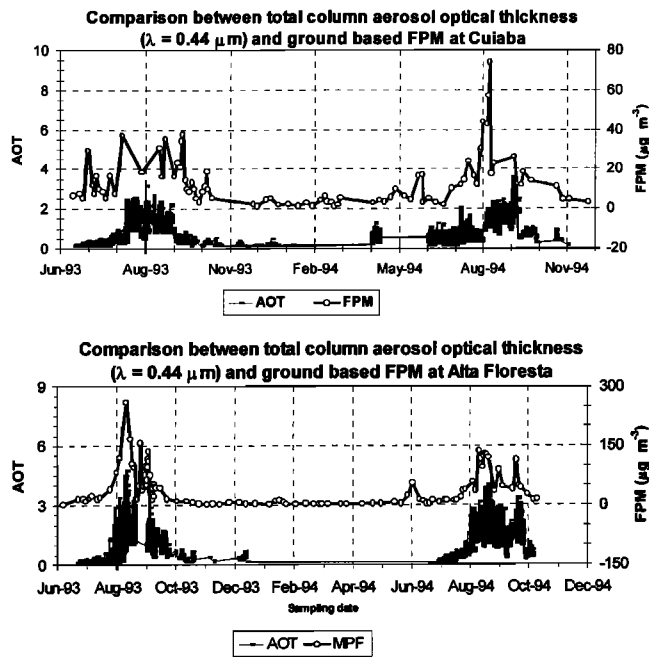 Comparison between total column aerosol optical thickness
(λ = 0.44 μm) and ground based FPM at Cuiaba
10
8
6
4
2
0
AOT
80
60
40
20
0
-20
FPM (μg m⁻³)
Jun-93 Aug-93 Nov-93 Feb-94 May-94 Aug-94 Nov-94
AOT FPM
Comparison between total column aerosol optical thickness
(λ = 0.44 μm) and ground based FPM at Alta Floresta
9
6
3
0
AOT
300
150
0
-150
FPM (μg m⁻³)
Jun-93 Aug-93 Oct-93 Dec-93 Feb-94 Apr-94 Jun-94 Aug-94 Oct-94 Dec-94
Sampling date
AOT MPF